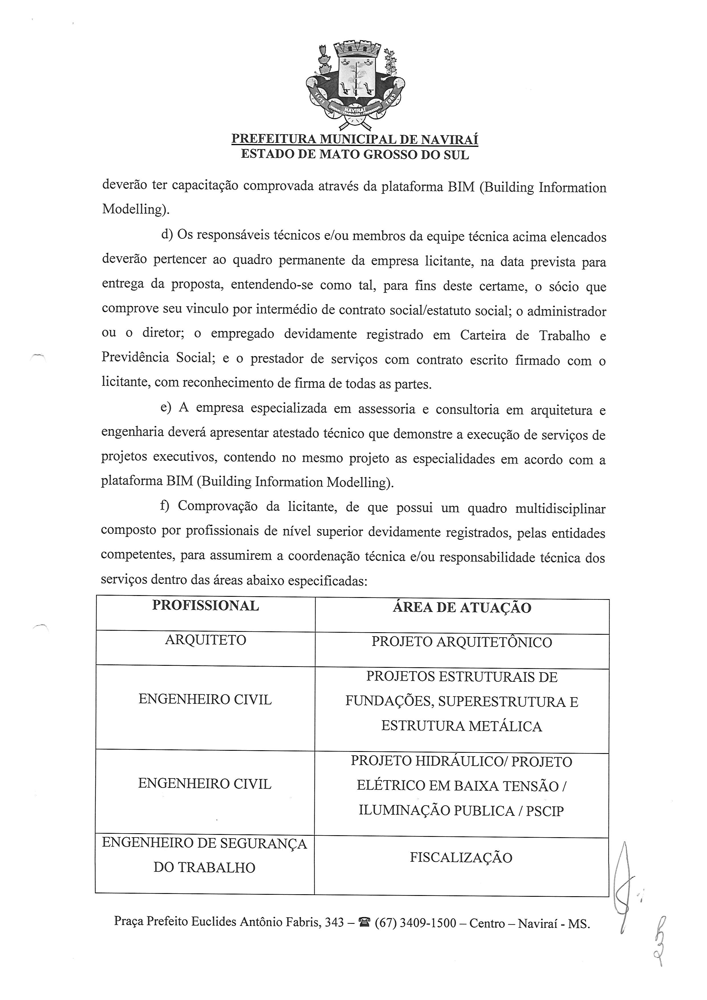 11-11
NAVIRAÍ
1963
PREFEITURA MUNICIPAL DE NAVIRAÍ
ESTADO DE MATO GROSSO DO SUL
deverão ter capacitação comprovada através da plataforma BIM (Building Information
Modelling).
d) Os responsáveis técnicos e/ou membros da equipe técnica acima elencados
deverão pertencer ao quadro permanente da empresa licitante, na data prevista para
entrega da proposta, entendendo-se como tal, para fins deste certame, o sócio que
comprove seu vinculo por intermédio de contrato social/estatuto social; o administrador
ou o diretor; o empregado devidamente registrado em Carteira de Trabalho e
Previdência Social; e o prestador de serviços com contrato escrito firmado com o
licitante, com reconhecimento de firma de todas as partes.
e) A empresa especializada em assessoria e consultoria em arquitetura e
engenharia deverá apresentar atestado técnico que demonstre a execução de serviços de
projetos executivos, contendo no mesmo projeto as especialidades em acordo com a
plataforma BIM (Building Information Modelling).
f) Comprovação da licitante, de que possui um quadro multidisciplinar
composto por profissionais de nível superior devidamente registrados, pelas entidades
competentes, para assumirem a coordenação técnica e/ou responsabilidade técnica dos
serviços dentro das áreas abaixo especificadas:
PROFISSIONAL
ÁREA DE ATUAÇÃO
ARQUITETO
PROJETO ARQUITETÔNICO
ENGENHEIRO CIVIL
PROJETOS ESTRUTURAIS DE
FUNDAÇÕES, SUPERESTRUTURA E
ESTRUTURA METÁLICA
ENGENHEIRO CIVIL
PROJETO HIDRÁULICO/ PROJETO
ELÉTRICO EM BAIXA TENSÃO /
ILUMINAÇÃO PUBLICA / PSCIP
ENGENHEIRO DE SEGURANÇA
DO TRABALHO
FISCALIZAÇÃO
Praça Prefeito Euclides Antônio Fabris, 343 – ☎ (67) 3409-1500 – Centro – Naviraí - MS.